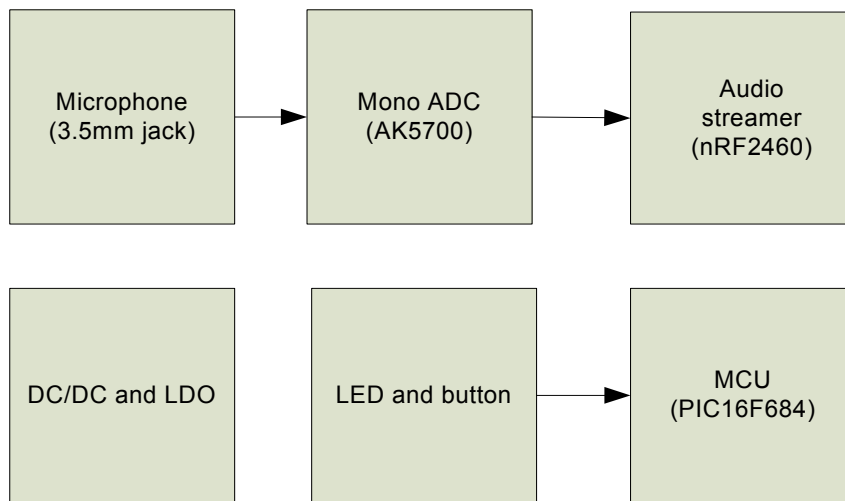 Microphone
(3.5mm jack)
Mono ADC
(AK5700)
Audio
streamer
(nRF2460)
DC/DC and LDO
LED and button
MCU
(PIC16F684)